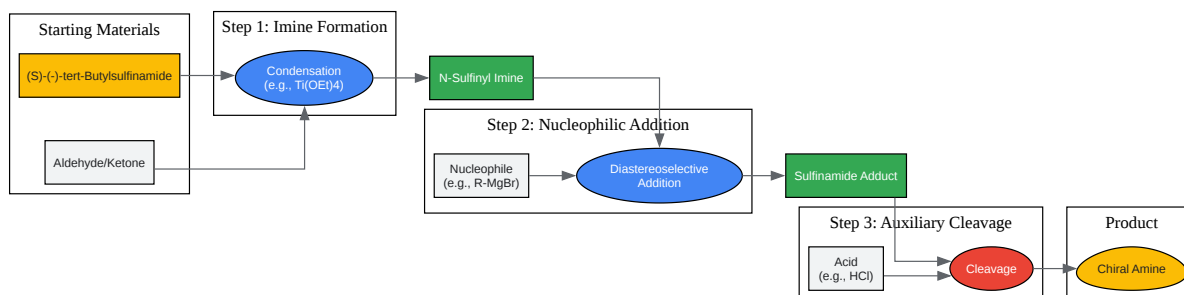 Starting Materials
(S)-(-)-tert-Butylsulfinamide
Aldehyde/Ketone
Step 1: Imine Formation
Condensation
(e.g., Ti(OEt)4)
N-Sulfinyl Imine
Step 2: Nucleophilic Addition
Nucleophile
(e.g., R-MgBr)
Diastereoselective
Addition
Sulfinamide Adduct
Step 3: Auxiliary Cleavage
Acid
(e.g., HCl)
Cleavage
Product
Chiral Amine